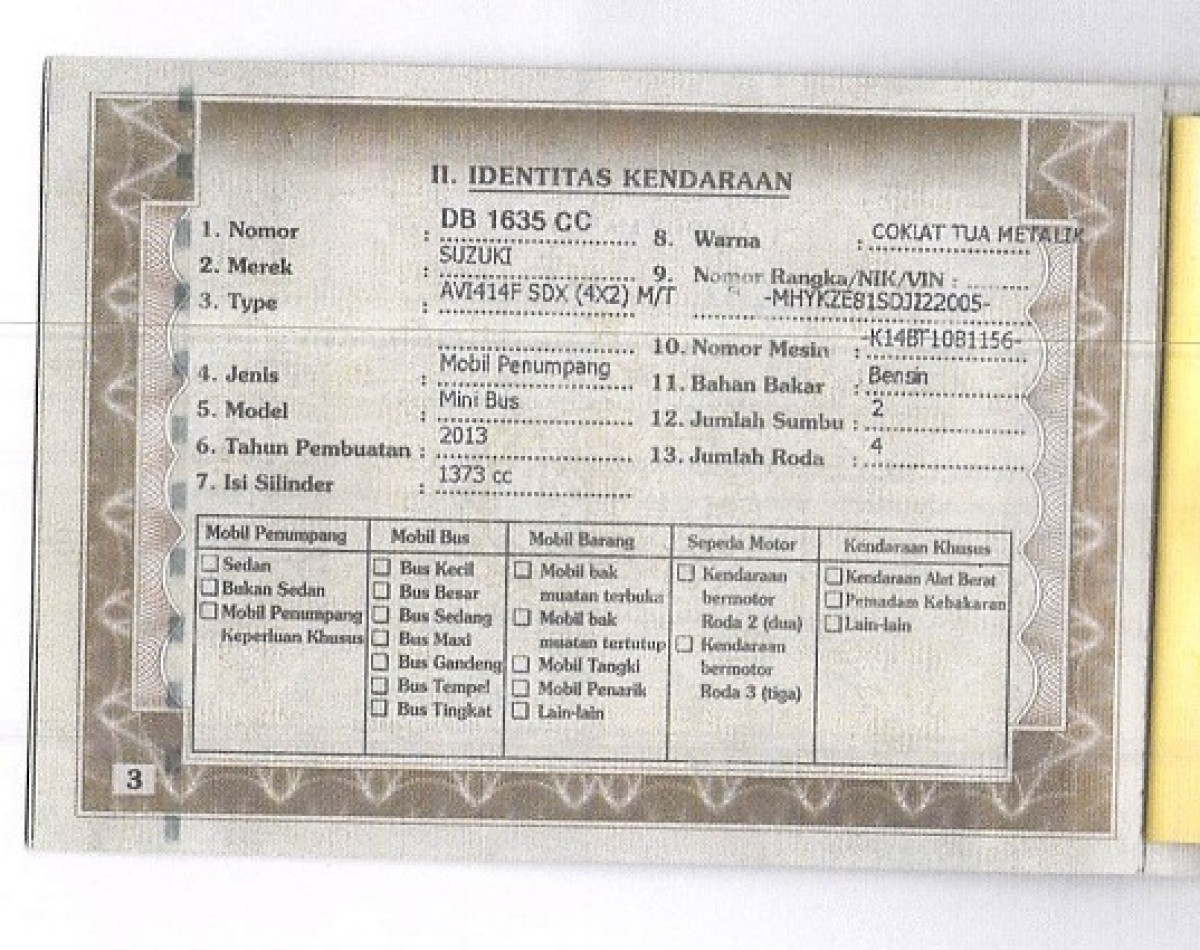 II. IDENTITAS KENDARAAN
1. Nomor : DB 1635 CC
2. Merek : SUZUKI
3. Type : AVI414F SDX (4X2) M/T
4. Jenis : Mobil Penumpang
5. Model : Mini Bus
6. Tahun Pembuatan : 2013
7. Isi Silinder : 1373 cc
8. Warna : COKLAT TUA METALIK
9. Nomor Rangka/NIK/VIN :
-MHYKZE81SDJ222005-
10. Nomor Mesin : -K14BT1081156-
11. Bahan Bakar : Bensin
12. Jumlah Sumbu : 2
13. Jumlah Roda : 4
Mobil Penumpang
Sedan
Bukan Sedan
Mobil Penumpang
Keperluan Khusus
Mobil Bus
Bus Kecil
Bus Besar
Bus Sedang
Bus Maxi
Bus Gandeng
Bus Tempel
Bus Tingkat
Mobil Barang
Mobil bak
muatan terbuka
Mobil bak
muatan tertutup
Mobil Tangki
Mobil Penarik
Lain-lain
Sepeda Motor
Kendaraan
bermotor
Roda 2 (dua)
Kendaraan
bermotor
Roda 3 (tiga)
Kendaraan Khusus
Kendaraan Alat Berat
Pemadam Kebakaran
Lain-lain
3